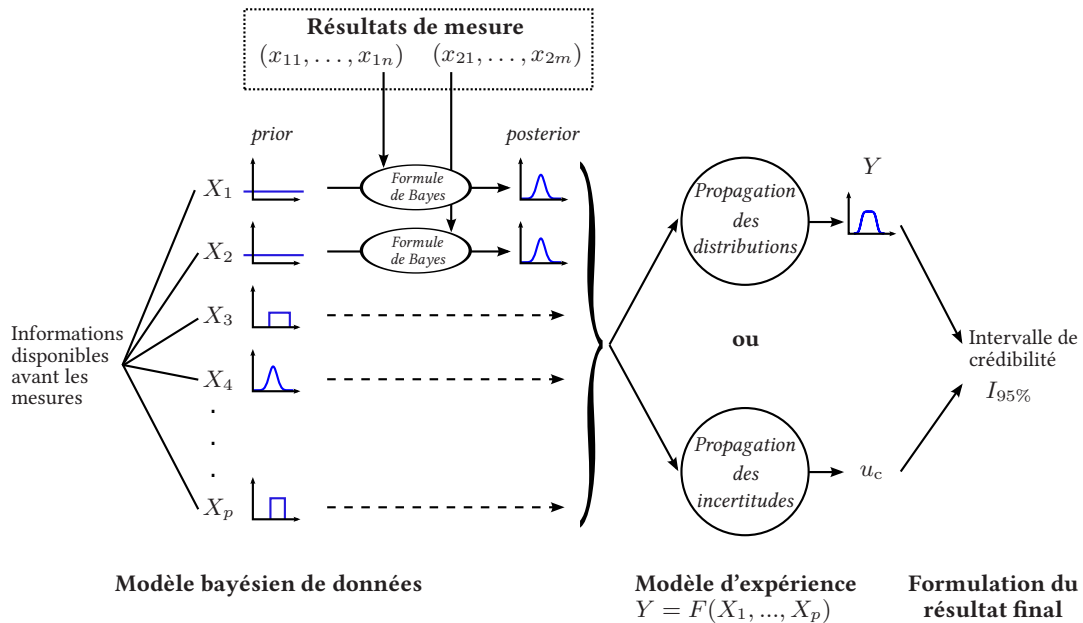 Résultats de mesure
(x₁₁, . . . , x₁ₙ) (x₂₁, . . . , x₂ₘ)
prior
posterior
X₁
Formule
de Bayes
X₂
Formule
de Bayes
X₃
X₄
.
.
.
Xₚ
Informations
disponibles
avant les
mesures
Propagation
des
distributions
Y
ou
Propagation
des
incertitudes
u_c
Intervalle de
crédibilité
I₉₅%
Modèle bayésien de données
Modèle d'expérience
Y = F(X₁, ..., Xₚ)
Formulation du
résultat final